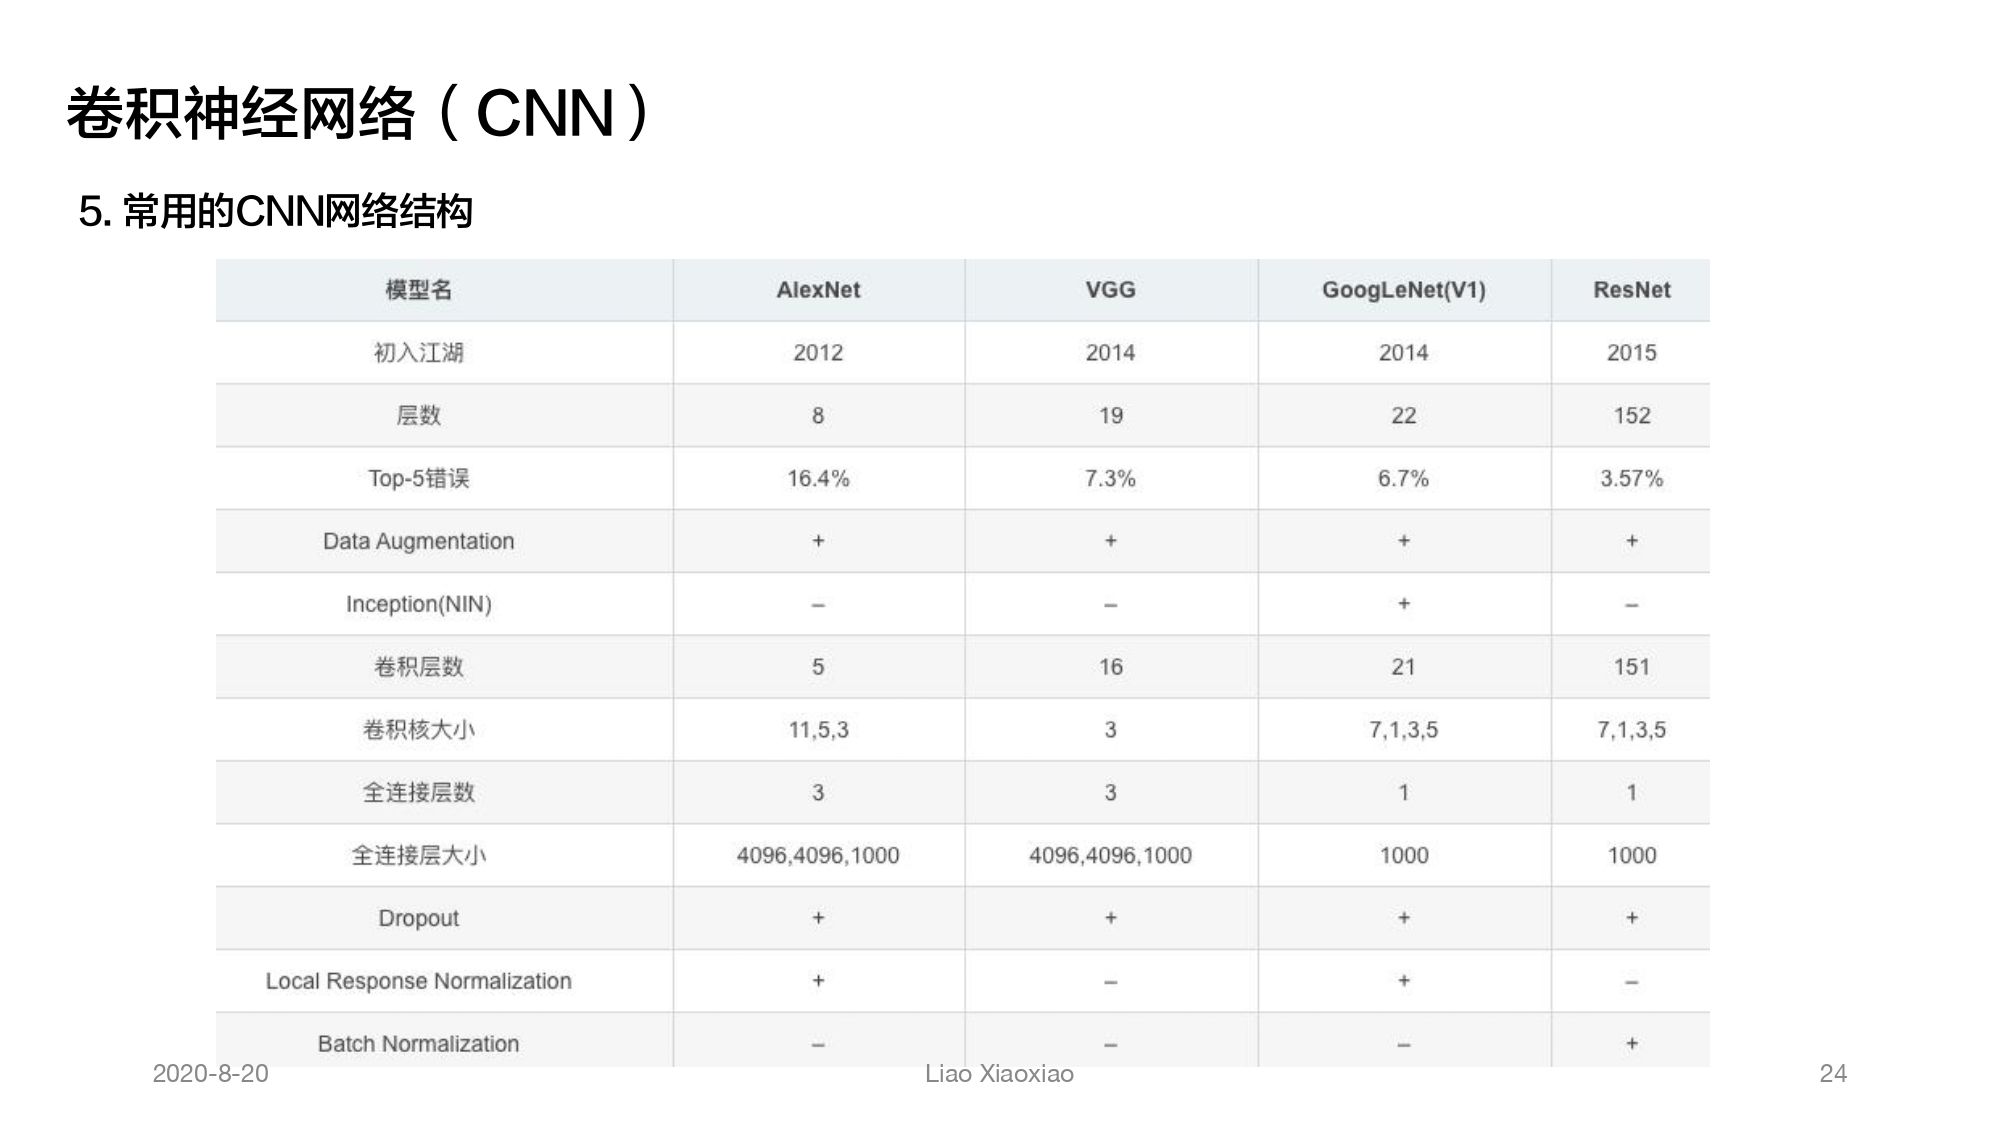 卷积神经网络（CNN）
5. 常用的CNN网络结构
模型名 AlexNet VGG GoogLeNet(V1) ResNet
初入江湖 2012 2014 2014 2015
层数 8 19 22 152
Top-5错误 16.4% 7.3% 6.7% 3.57%
Data Augmentation + + + +
Inception(NIN) – – + –
卷积层数 5 16 21 151
卷积核大小 11,5,3 3 7,1,3,5 7,1,3,5
全连接层数 3 3 1 1
全连接层大小 4096,4096,1000 4096,4096,1000 1000 1000
Dropout + + + +
Local Response Normalization + – + –
Batch Normalization – – – +
2020-8-20 Liao Xiaoxiao 24